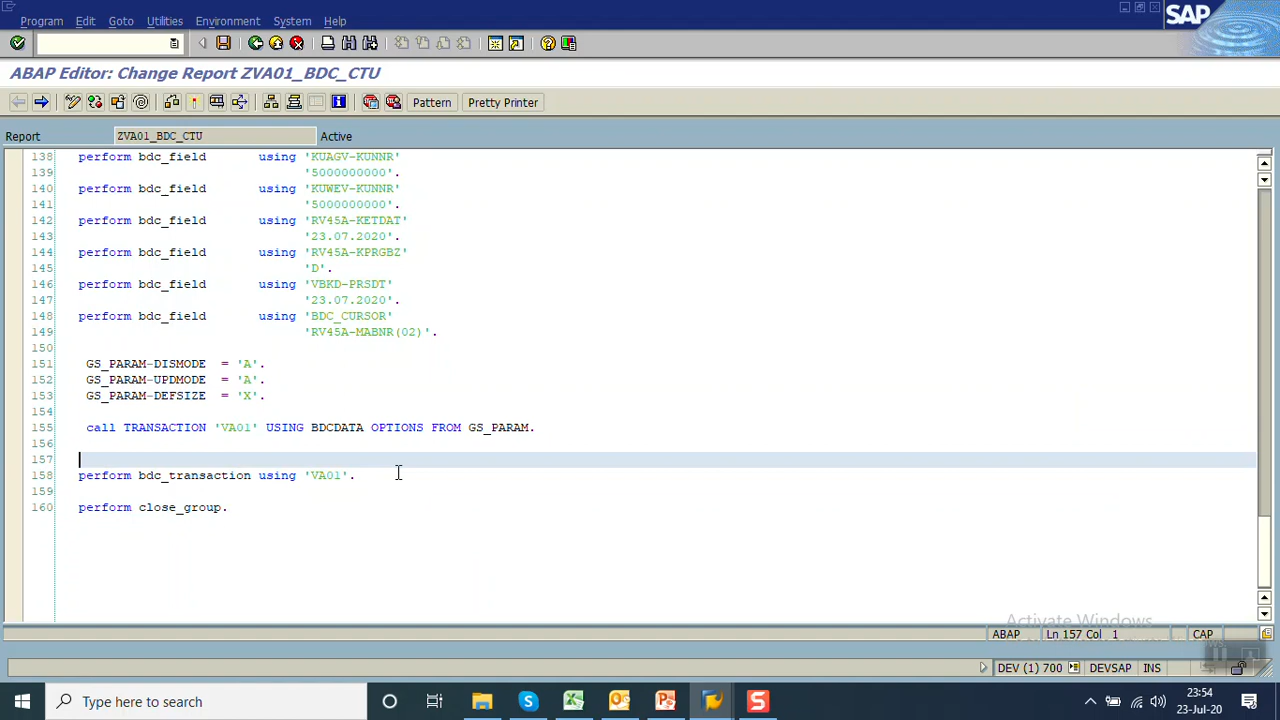 Program Edit Goto Utilities Environment System Help
SAP
ABAP Editor: Change Report ZVA01_BDC_CTU
Pattern Pretty Printer
Report ZVA01_BDC_CTU Active
138 perform bdc_field using 'KUAGV-KUNNR'
139 '5000000000'.
140 perform bdc_field using 'KUWEV-KUNNR'
141 '5000000000'.
142 perform bdc_field using 'RV45A-KETDAT'
143 '23.07.2020'.
144 perform bdc_field using 'RV45A-KPRGBZ'
145 'D'.
146 perform bdc_field using 'VBKD-PRSDT'
147 '23.07.2020'.
148 perform bdc_field using 'BDC_CURSOR'
149 'RV45A-MABNR(02)'.
150
151 GS_PARAM-DISMODE = 'A'.
152 GS_PARAM-UPDMODE = 'A'.
153 GS_PARAM-DEFSIZE = 'X'.
154
155 call TRANSACTION 'VA01' USING BDCDATA OPTIONS FROM GS_PARAM.
156
157
158 perform bdc_transaction using 'VA01'.
159
160 perform close_group.
Activate Windows
ABAP Ln 157 Col 1 CAP
DEV (1) 700 DEVSAP INS
Type here to search
23:54
23-Jul-20